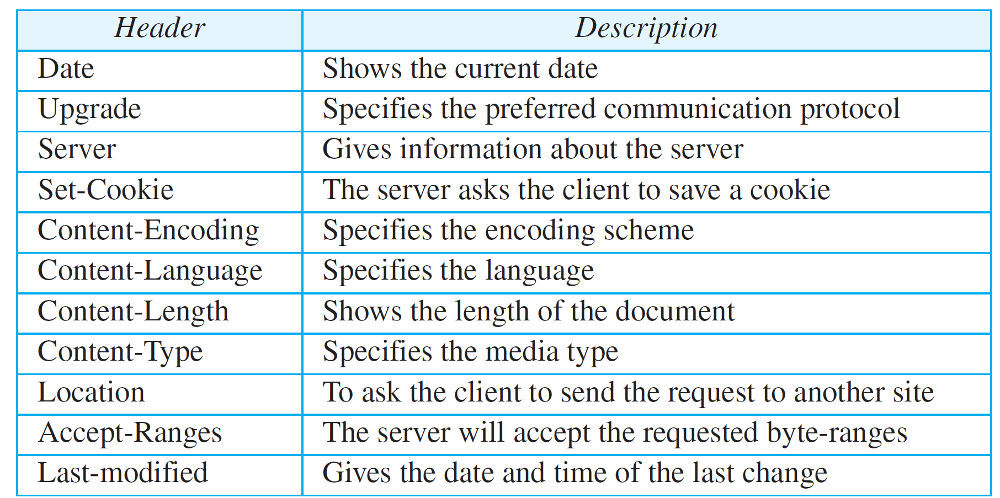 Header Description
Date Shows the current date
Upgrade Specifies the preferred communication protocol
Server Gives information about the server
Set-Cookie The server asks the client to save a cookie
Content-Encoding Specifies the encoding scheme
Content-Language Specifies the language
Content-Length Shows the length of the document
Content-Type Specifies the media type
Location To ask the client to send the request to another site
Accept-Ranges The server will accept the requested byte-ranges
Last-modified Gives the date and time of the last change